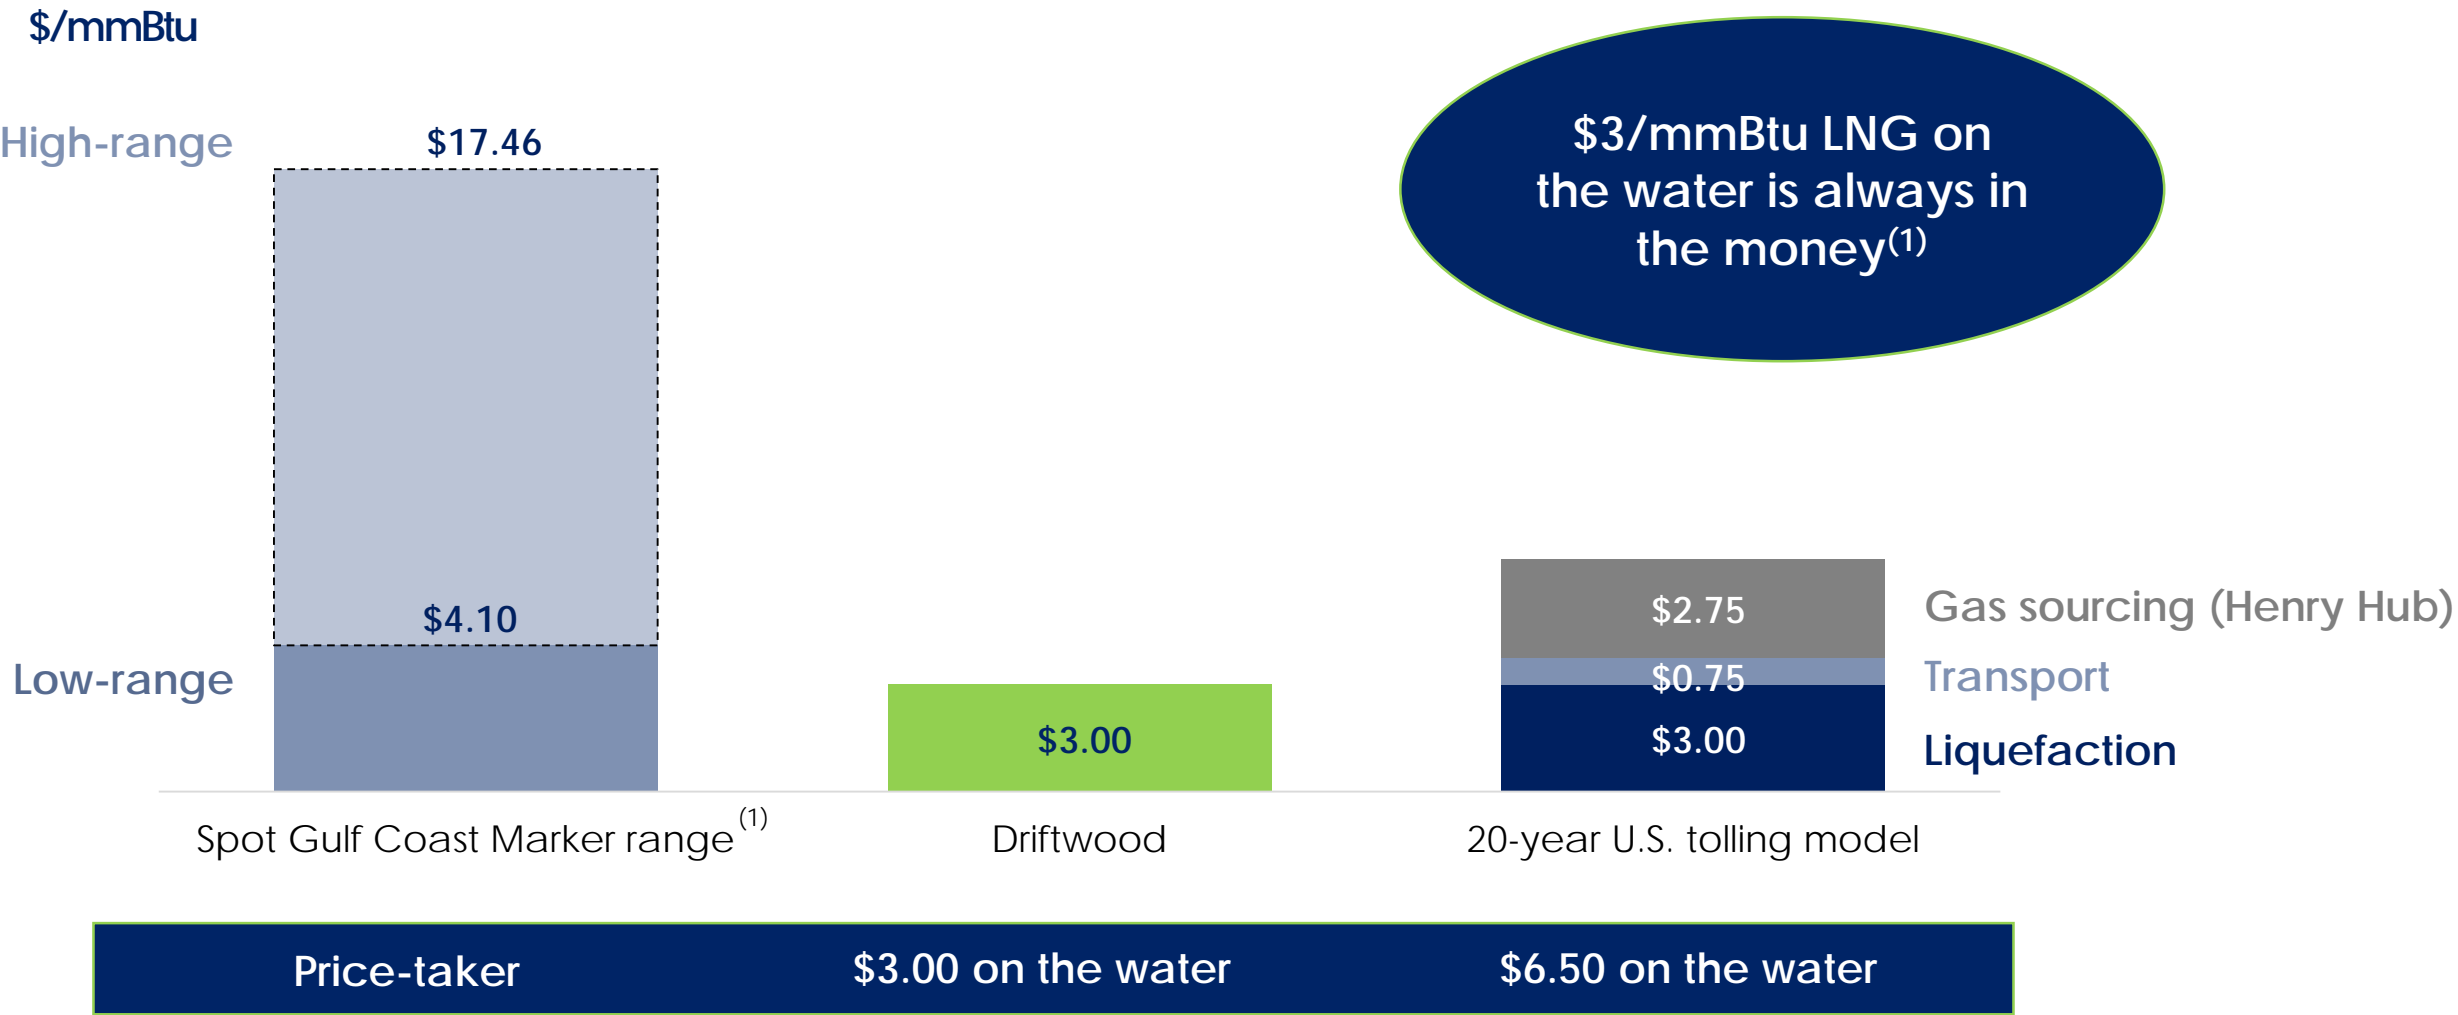 $/mmBtu
$3/mmBtu LNG on
the water is always in
the money(1)
High-range
$17.46
$4.10
Low-range
$3.00
$2.75
$0.75
$3.00
Gas sourcing (Henry Hub)
Transport
Liquefaction
Spot Gulf Coast Marker range(1)
Driftwood
20-year U.S. tolling model
Price-taker
$3.00 on the water
$6.50 on the water